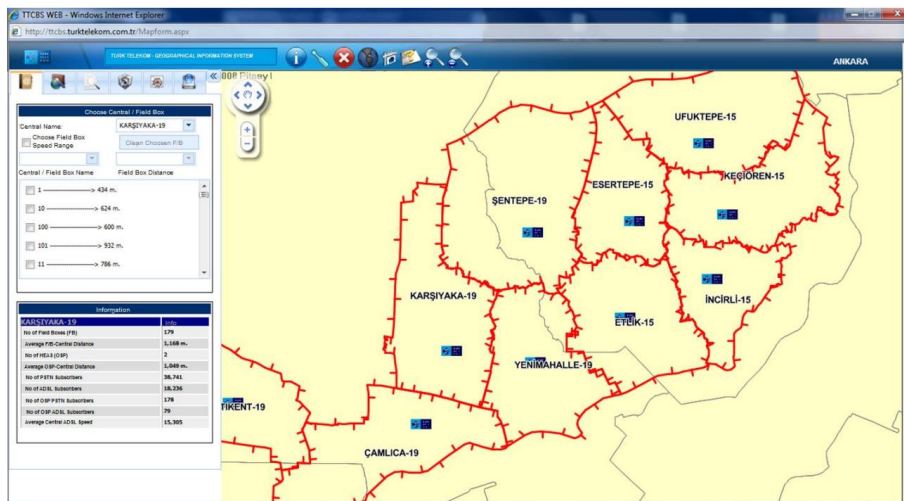 TTCBS WEB - Windows Internet Explorer
http://ttcbs.turktelekom.com.tr/Mapform.aspx
TURK TELEKOM - GEOGRAPHICAL INFORMATION SYSTEM
ANKARA
Choose Central / Field Box
Central Name:
KARŞIYAKA-19
Choose Field Box
Speed Range
Clean Choosen F/B
Central / Field Box Name
Field Box Distance
1 ----------------> 434 m.
10 ----------------> 624 m.
100 ----------------> 600 m.
101 ----------------> 932 m.
11 ----------------> 786 m.
Information
KARŞIYAKA-19 Info
No of Field Boxes (FB) 179
Average F/B-Central Distance 1,168 m.
No of HEA3 (OSP) 2
Average OSP-Central Distance 1,049 m.
No of PSTN Subscribers 38,741
No of ADSL Subscribers 18,236
No of OSP PSTN Subscribers 178
No of OSP ADSL Subscribers 79
Average Central ADSL Speed 15,305
UFUKTEPE-15
KEÇİÖREN-15
ESERTEPE-15
ŞENTEPE-19
KARŞIYAKA-19
İNCİRLİ-15
ETLİK-15
YENİMAHALLE-19
TIKENT-19
ÇAMLICA-19